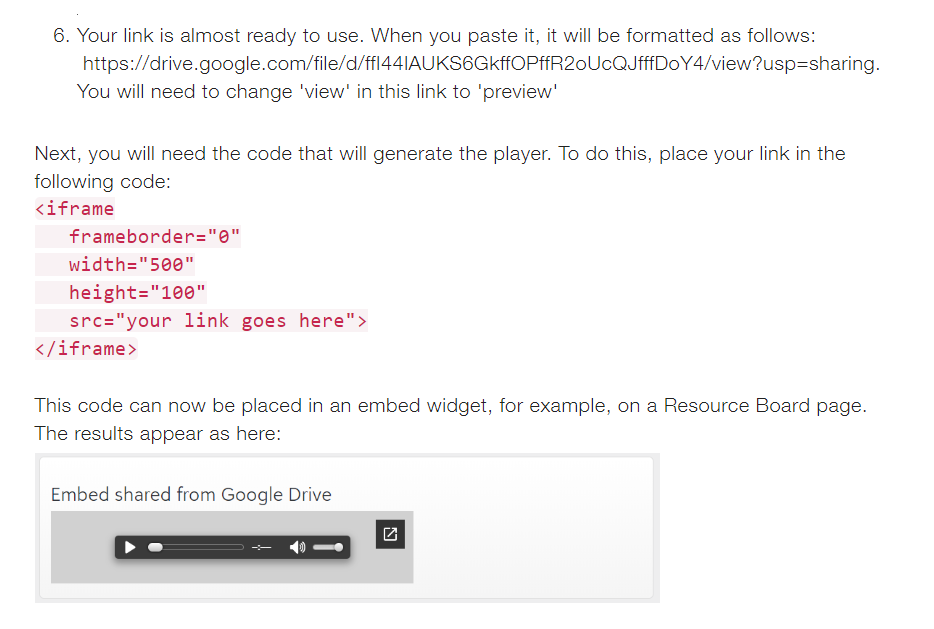 6. Your link is almost ready to use. When you paste it, it will be formatted as follows:
https://drive.google.com/file/d/ffI44IAUKS6GkffOPffR2oUcQJfffDoY4/view?usp=sharing.
You will need to change 'view' in this link to 'preview'
Next, you will need the code that will generate the player. To do this, place your link in the
following code:
<iframe
frameborder="0"
width="500"
height="100"
src="your link goes here">
</iframe>
This code can now be placed in an embed widget, for example, on a Resource Board page.
The results appear as here:
Embed shared from Google Drive
-:--